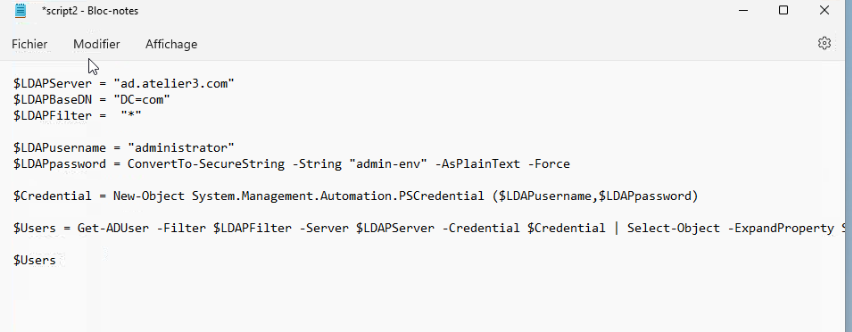 *script2 - Bloc-notes
Fichier Modifier Affichage
$LDAPServer = "ad.atelier3.com"
$LDAPBaseDN = "DC=com"
$LDAPFilter =  "*"
$LDAPusername = "administrator"
$LDAPpassword = ConvertTo-SecureString -String "admin-env" -AsPlainText -Force
$Credential = New-Object System.Management.Automation.PSCredential ($LDAPusername,$LDAPpassword)
$Users = Get-ADUser -Filter $LDAPFilter -Server $LDAPServer -Credential $Credential | Select-Object -ExpandProperty
$Users